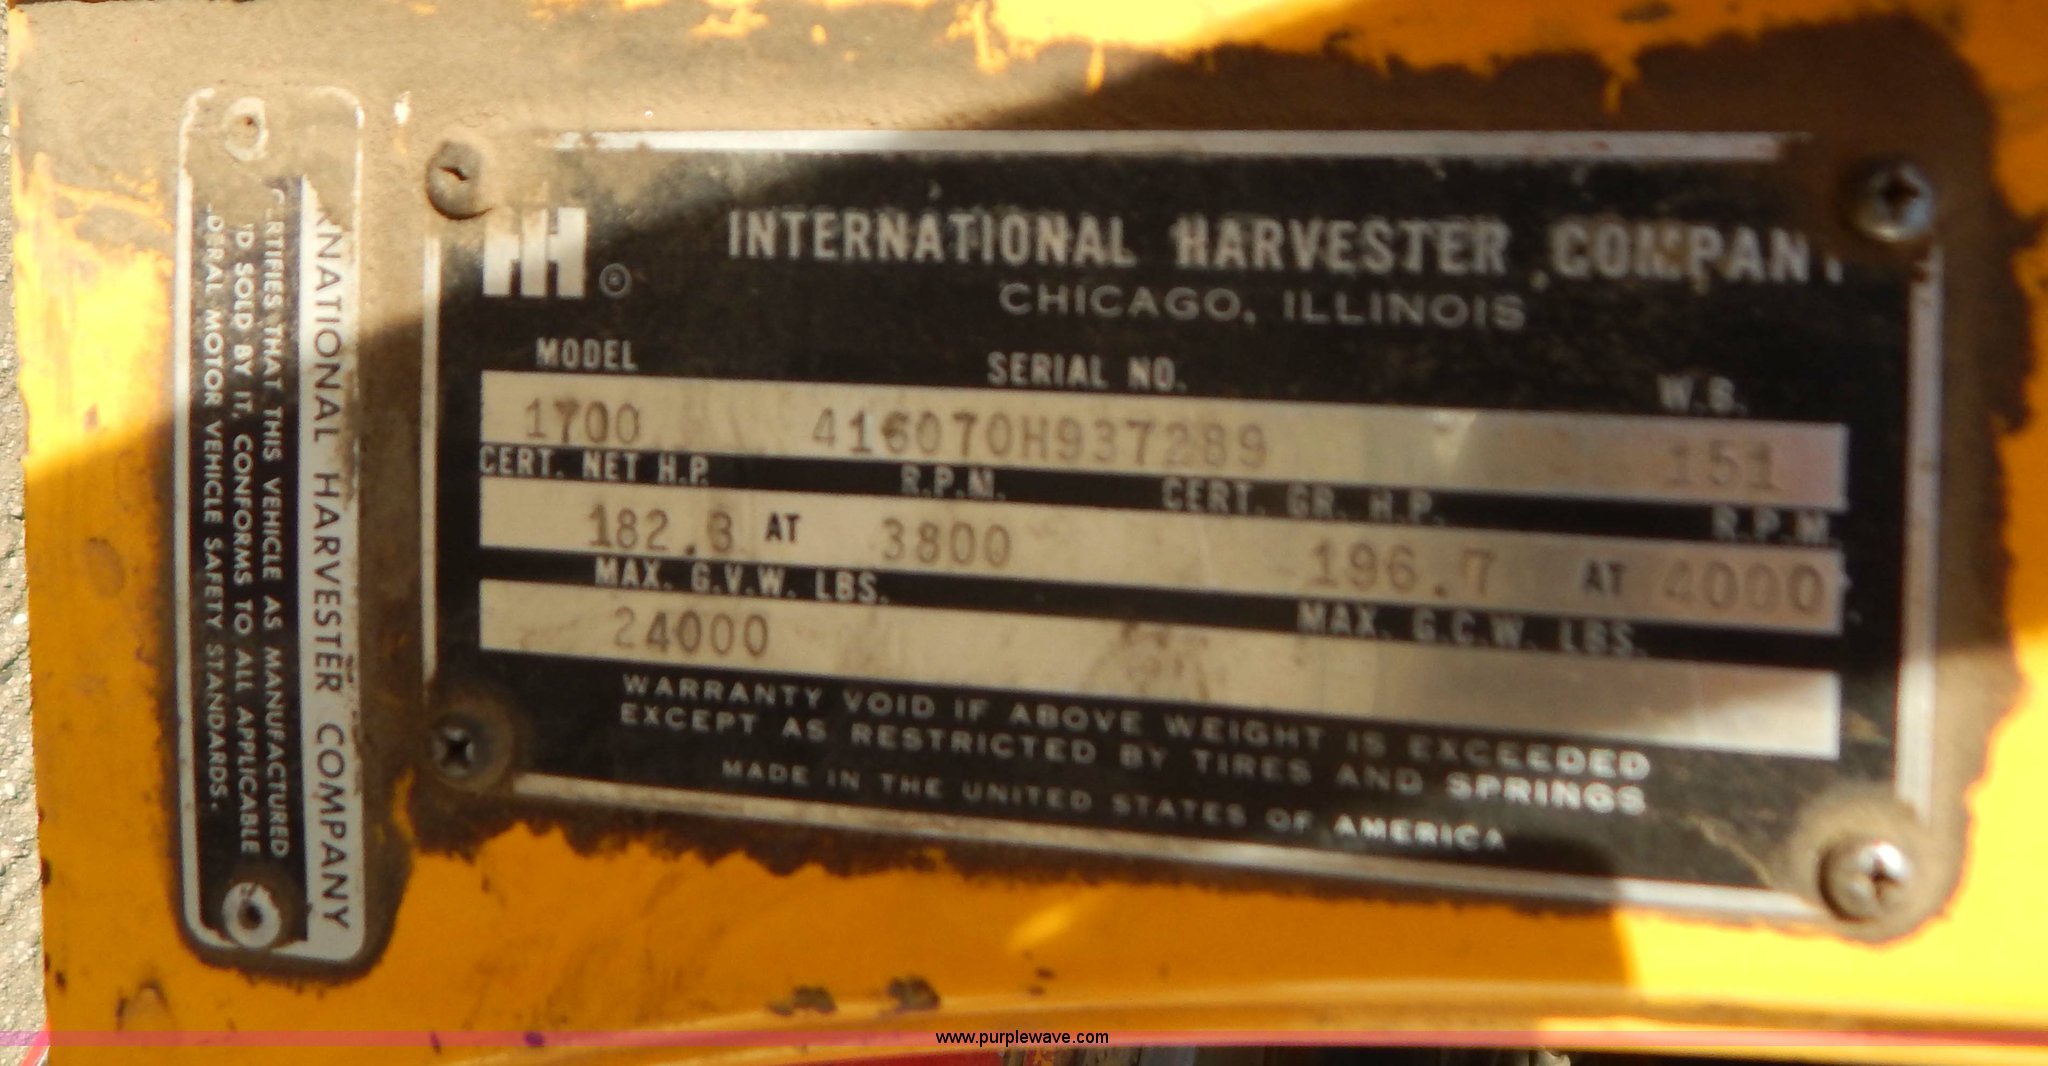 RNATIONAL HARVESTER COMPANY
RTIFIES THAT THIS VEHICLE AS MANUFACTURED
D SOLD BY IT, CONFORMS TO ALL APPLICABLE
DERAL MOTOR VEHICLE SAFETY STANDARDS.
IH ®
INTERNATIONAL HARVESTER COMPANY
CHICAGO, ILLINOIS
MODEL SERIAL NO. W.B.
1700 416070H937289 151
CERT. NET H.P. R.P.M. CERT. GR. H.P. R.P.M.
182.3 AT 3800 196.7 AT 4000
MAX. G.V.W. LBS. MAX. G.C.W. LBS.
24000
WARRANTY VOID IF ABOVE WEIGHT IS EXCEEDED
EXCEPT AS RESTRICTED BY TIRES AND SPRINGS
MADE IN THE UNITED STATES OF AMERICA
www.purplewave.com